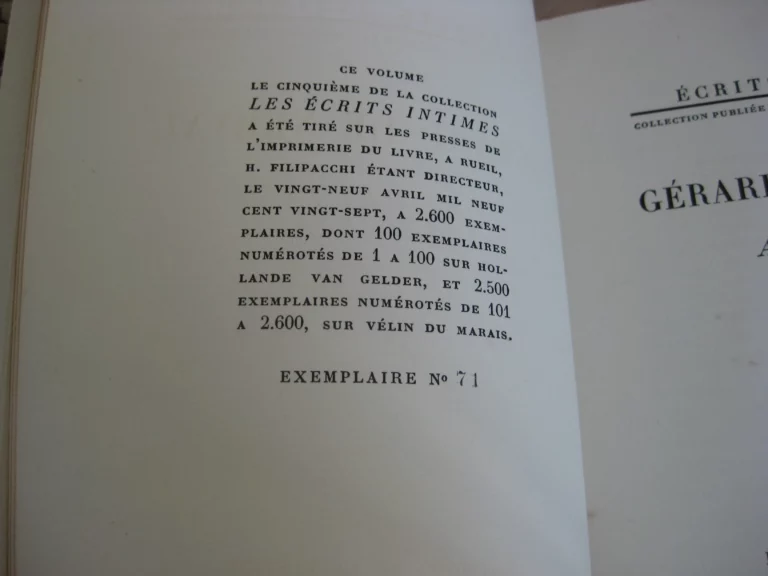 CE VOLUME
LE CINQUIÈME DE LA COLLECTION
LES ÉCRITS INTIMES
A ÉTÉ TIRÉ SUR LES PRESSES DE
L'IMPRIMERIE DU LIVRE, A RUEIL,
H. FILIPACCHI ÉTANT DIRECTEUR,
LE VINGT-NEUF AVRIL MIL NEUF
CENT VINGT-SEPT, A 2.600 EXEM-
PLAIRES, DONT 100 EXEMPLAIRES
NUMÉROTÉS DE 1 A 100 SUR HOL-
LANDE VAN GELDER, ET 2.500
EXEMPLAIRES NUMÉROTÉS DE 101
A 2.600, SUR VÉLIN DU MARAIS.
EXEMPLAIRE Nº 71
ÉCRITS
COLLECTION PUBLIÉE
GÉRARD